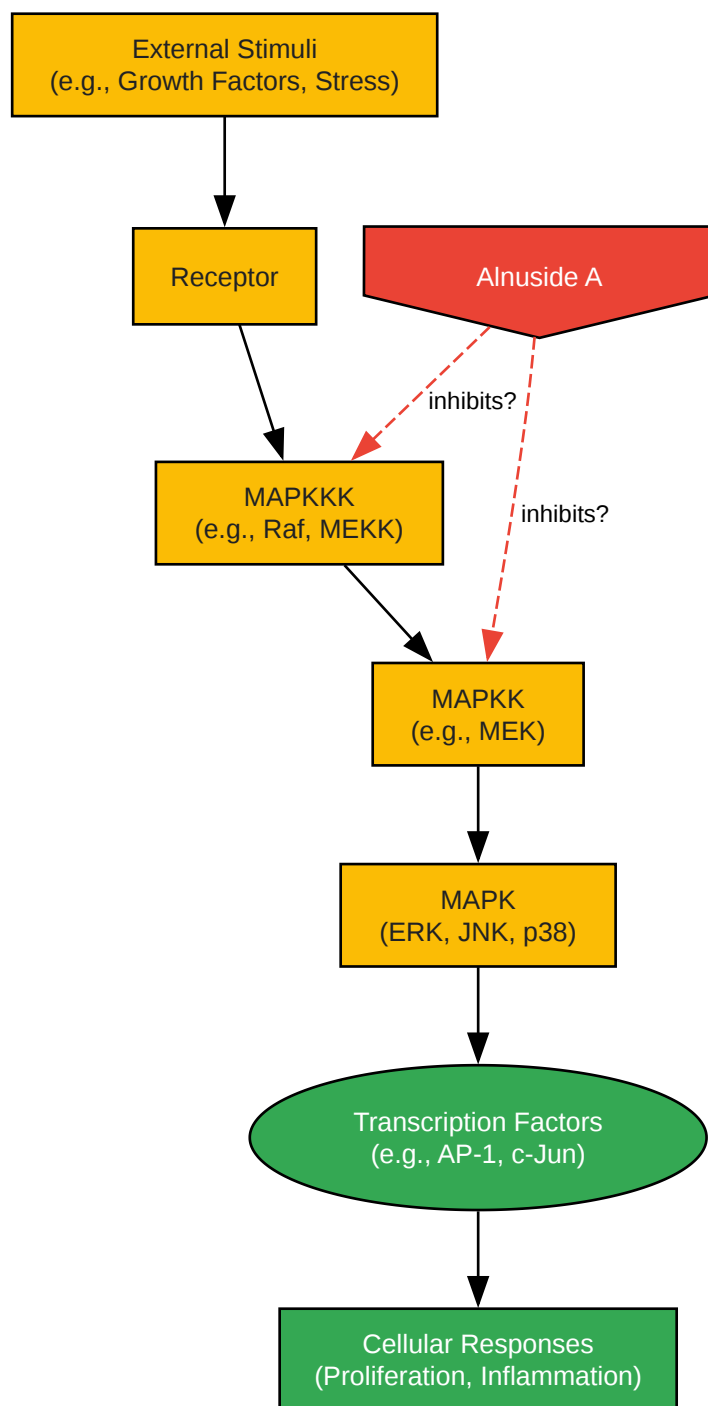 External Stimuli
(e.g., Growth Factors, Stress)
Receptor
Alnuside A
inhibits?
MAPKKK
(e.g., Raf, MEKK)
inhibits?
MAPKK
(e.g., MEK)
MAPK
(ERK, JNK, p38)
Transcription Factors
(e.g., AP-1, c-Jun)
Cellular Responses
(Proliferation, Inflammation)